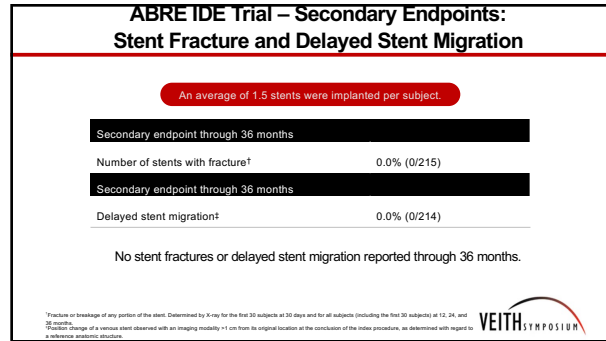 ABRE IDE Trial – Secondary Endpoints:
Stent Fracture and Delayed Stent Migration
An average of 1.5 stents were implanted per subject.
Secondary endpoint through 36 months
Number of stents with fracture† 0.0% (0/215)
Secondary endpoint through 36 months
Delayed stent migration‡ 0.0% (0/214)
No stent fractures or delayed stent migration reported through 36 months.
†Fracture or breakage of any portion of the stent. Determined by X-ray for the first 30 subjects at 30 days and for all subjects (including the first 30 subjects) at 12, 24, and
36 months.
‡Position change of a venous stent observed with an imaging modality >1 cm from its original location at the conclusion of the index procedure, as determined with regard to
a reference anatomic structure.
VEITH SYMPOSIUM